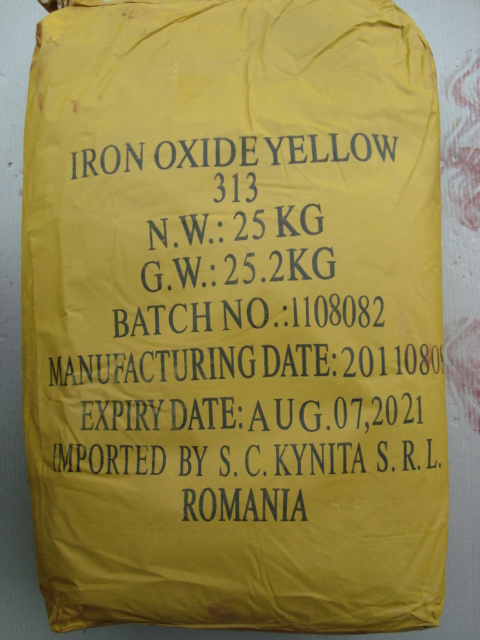 IRON OXIDE YELLOW
313
N.W.: 25 KG
G.W.: 25.2KG
BATCH NO.:1108082
MANUFACTURING DATE: 2011080
EXPIRY DATE: AUG.07,2021
IMPORTED BY S. C. KYNITA S. R. L.
ROMANIA